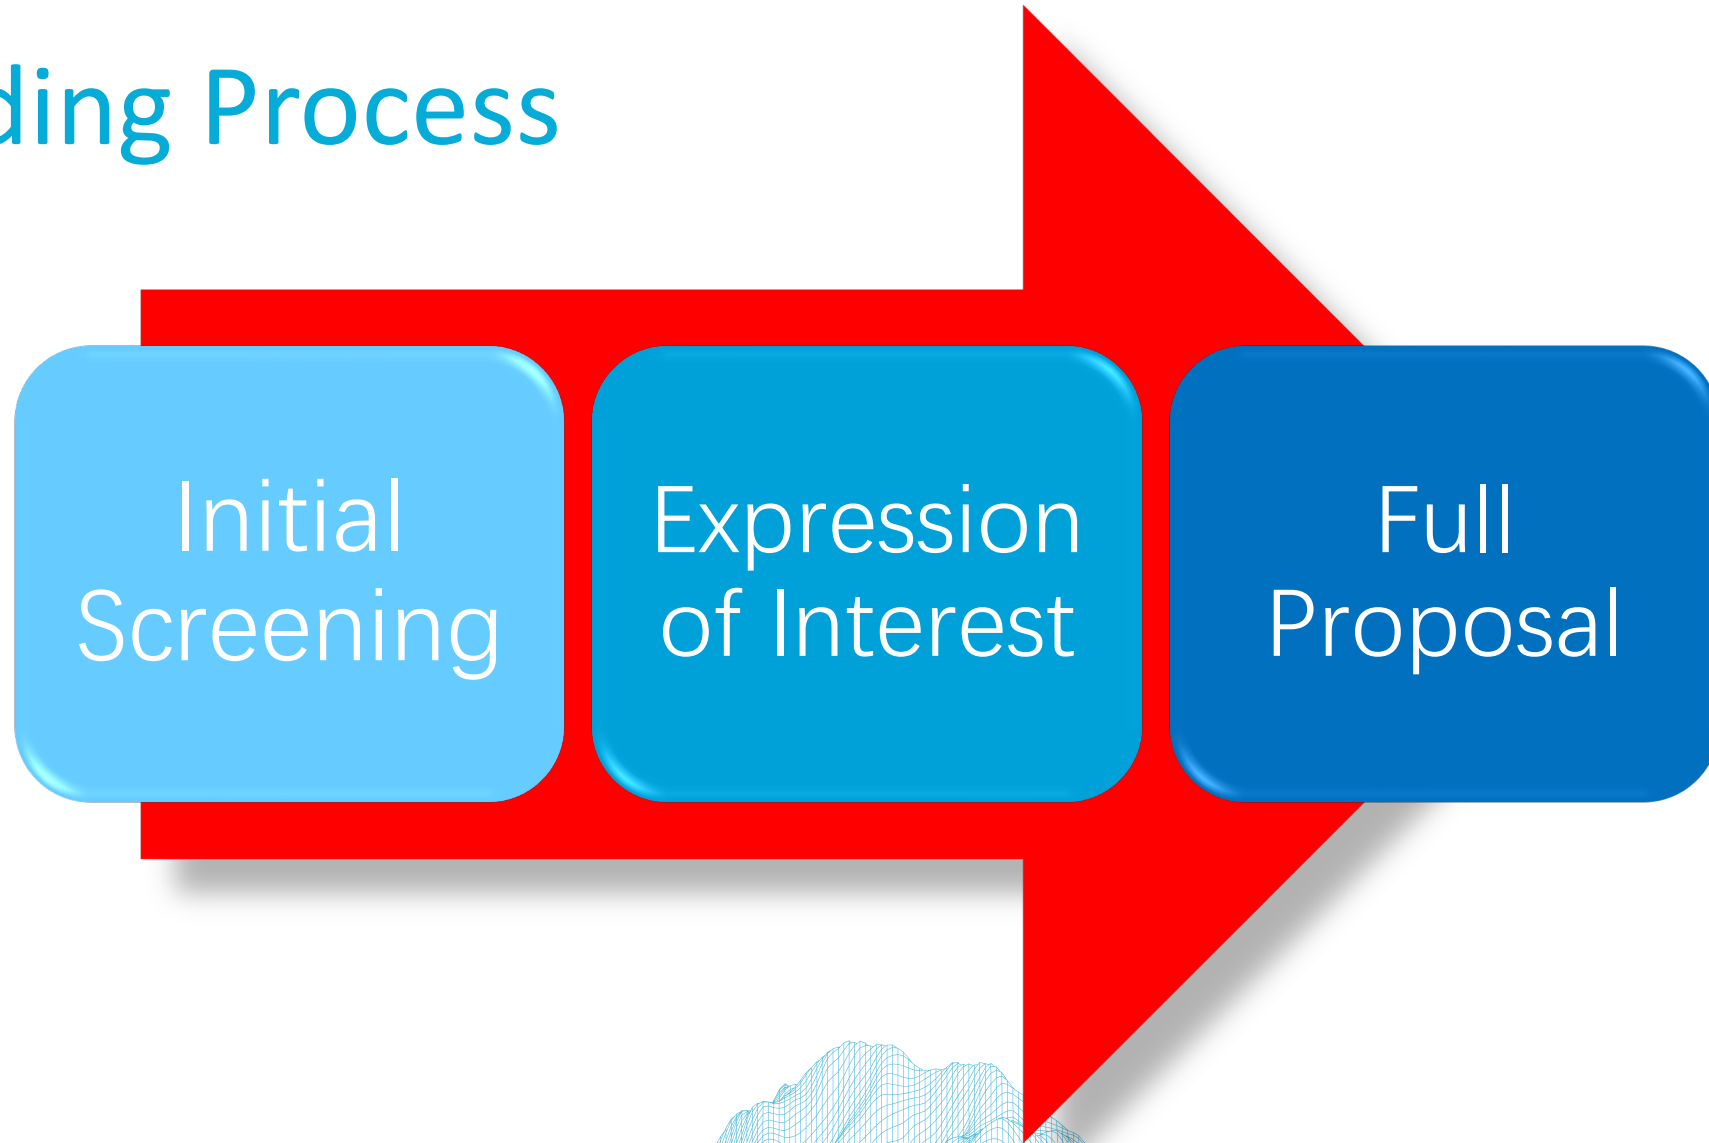 ding Process
Initial
Screening
Expression
of Interest
Full
Proposal